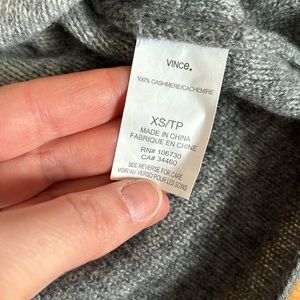 VINCE.
100% CASHMERE/CACHEMIRE
XS/TP
MADE IN CHINA
FABRIQUE EN CHINE
RN# 106730
CA# 34460
SEE REVERSE FOR CARE
VOIR AU VERSO POUR LES SOINS